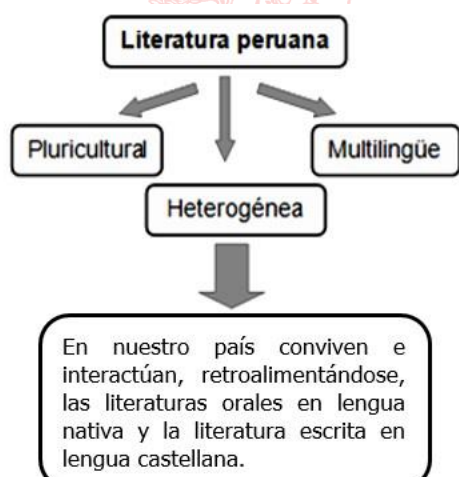 Literatura peruana
Pluricultural
Multilingüe
Heterogénea
En nuestro país conviven e
interactúan, retroalimentándose,
las literaturas orales en lengua
nativa y la literatura escrita en
lengua castellana.